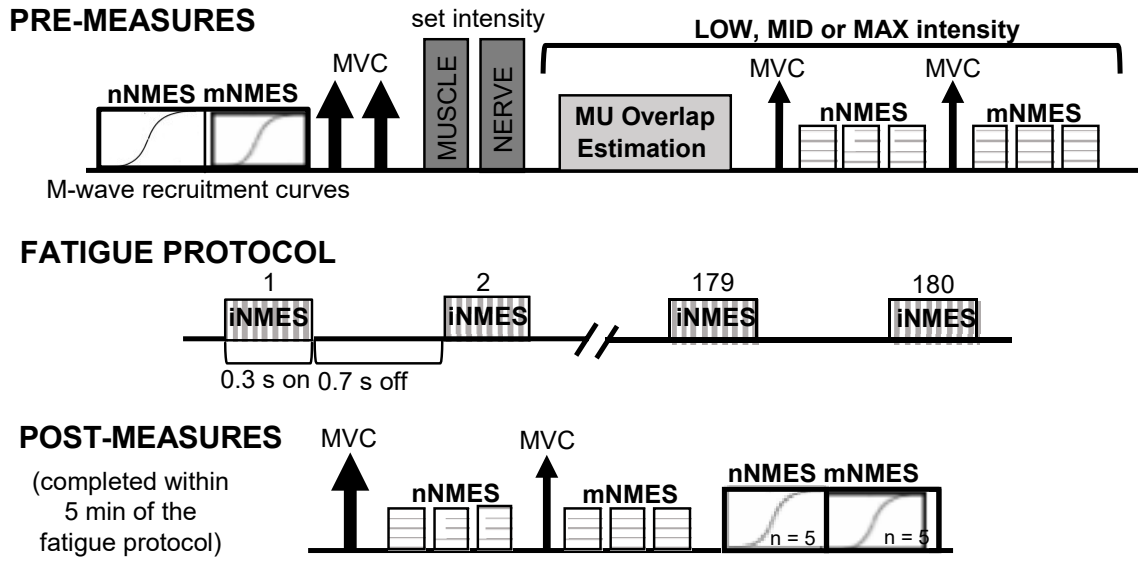 PRE-MEASURES
set intensity
LOW, MID or MAX intensity
MVC
MVC
MVC
nNMES mNMES
MUSCLE
NERVE
MU Overlap
Estimation
nNMES
mNMES
M-wave recruitment curves
FATIGUE PROTOCOL
1
2
179
180
iNMES
iNMES
iNMES
iNMES
0.3 s on
0.7 s off
POST-MEASURES
MVC
MVC
(completed within
5 min of the
fatigue protocol)
nNMES
mNMES
nNMES mNMES
n = 5
n = 5